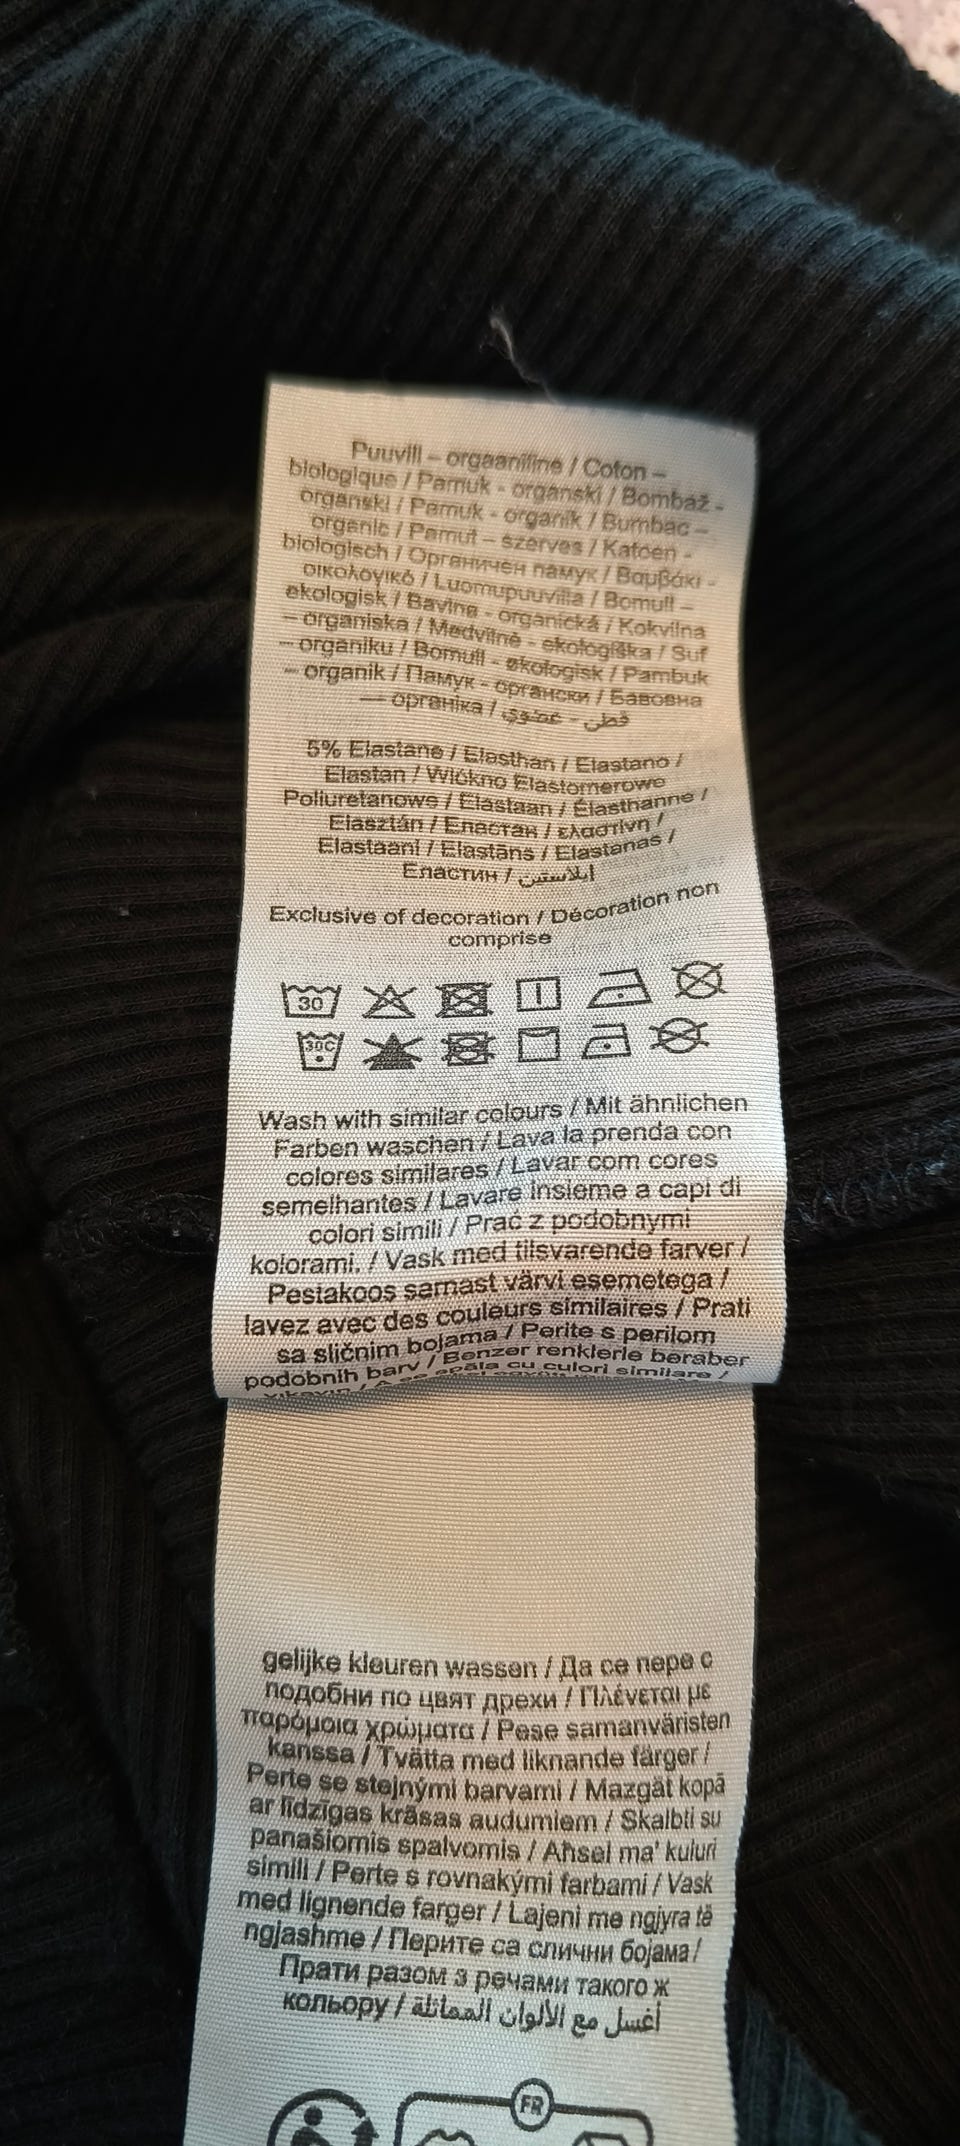 Puuvill – orgaaniline / Coton –
biologique / Pamuk - organski / Bombaž -
organski / Pamuk - organik / Bumbac –
organic / Pamut – szerves / Katoen -
biologisch / Органичен памук / Βαμβάκι -
οικολογικό / Luomupuuvilla / Bomull –
ekologisk / Bavlna - organická / Kokvilna
– organiska / Medvilnė - ekologiška / Suf
– organiku / Bomull - økologisk / Pambuk
– organik / Памук - органски / Бавовна
— органіка / قطن - عضوي
5% Elastane / Elasthan / Elastano /
Elastan / Włókno Elastomerowe
Poliuretanowe / Elastaan / Élasthanne /
Elasztán / Еластан / ελαστίνη /
Elastaani / Elastāns / Elastanas /
Еластин / ايلاستين
Exclusive of decoration / Décoration non
comprise
30
30C
Wash with similar colours / Mit ähnlichen
Farben waschen / Lava la prenda con
colores similares / Lavar com cores
semelhantes / Lavare insieme a capi di
colori simili / Prać z podobnymi
kolorami. / Vask med tilsvarende farver /
Pestakoos samast värvi esemetega /
lavez avec des couleurs similaires / Prati
sa sličnim bojama / Perite s perilom
podobnih barv / Benzer renklerle beraber
yıkayın / A se spăla cu culori similare /
gelijke kleuren wassen / Да се пере с
подобни по цвят дрехи / Πλένεται με
παρόμοια χρώματα / Pese samanväristen
kanssa / Tvätta med liknande färger /
Perte se stejnými barvami / Mazgāt kopā
ar līdzīgas krāsas audumiem / Skalbti su
panašiomis spalvomis / Aħsel ma' kuluri
simili / Perte s rovnakými farbami / Vask
med lignende farger / Lajeni me ngjyra të
ngjashme / Перите са слични бојама /
Прати разом з речами такого ж
кольору / أغسل مع الألوان المماثلة
FR